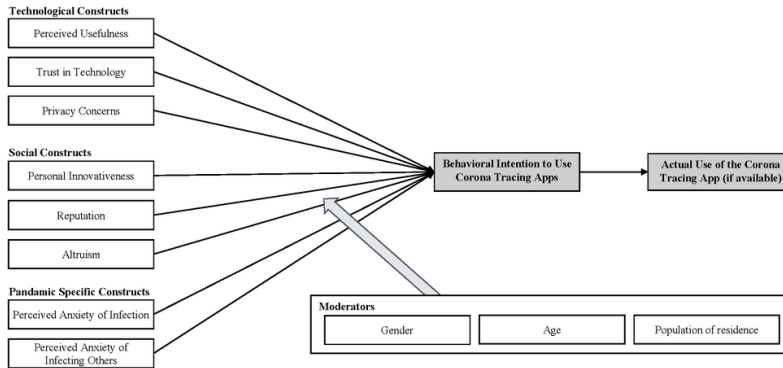 Technological Constructs
Perceived Usefulness
Trust in Technology
Privacy Concerns
Social Constructs
Personal Innovativeness
Reputation
Altruism
Pandamic Specific Constructs
Perceived Anxiety of Infection
Perceived Anxiety of
Infecting Others
Behavioral Intention to Use
Corona Tracing Apps
Actual Use of the Corona
Tracing App (if available)
Moderators
Gender
Age
Population of residence